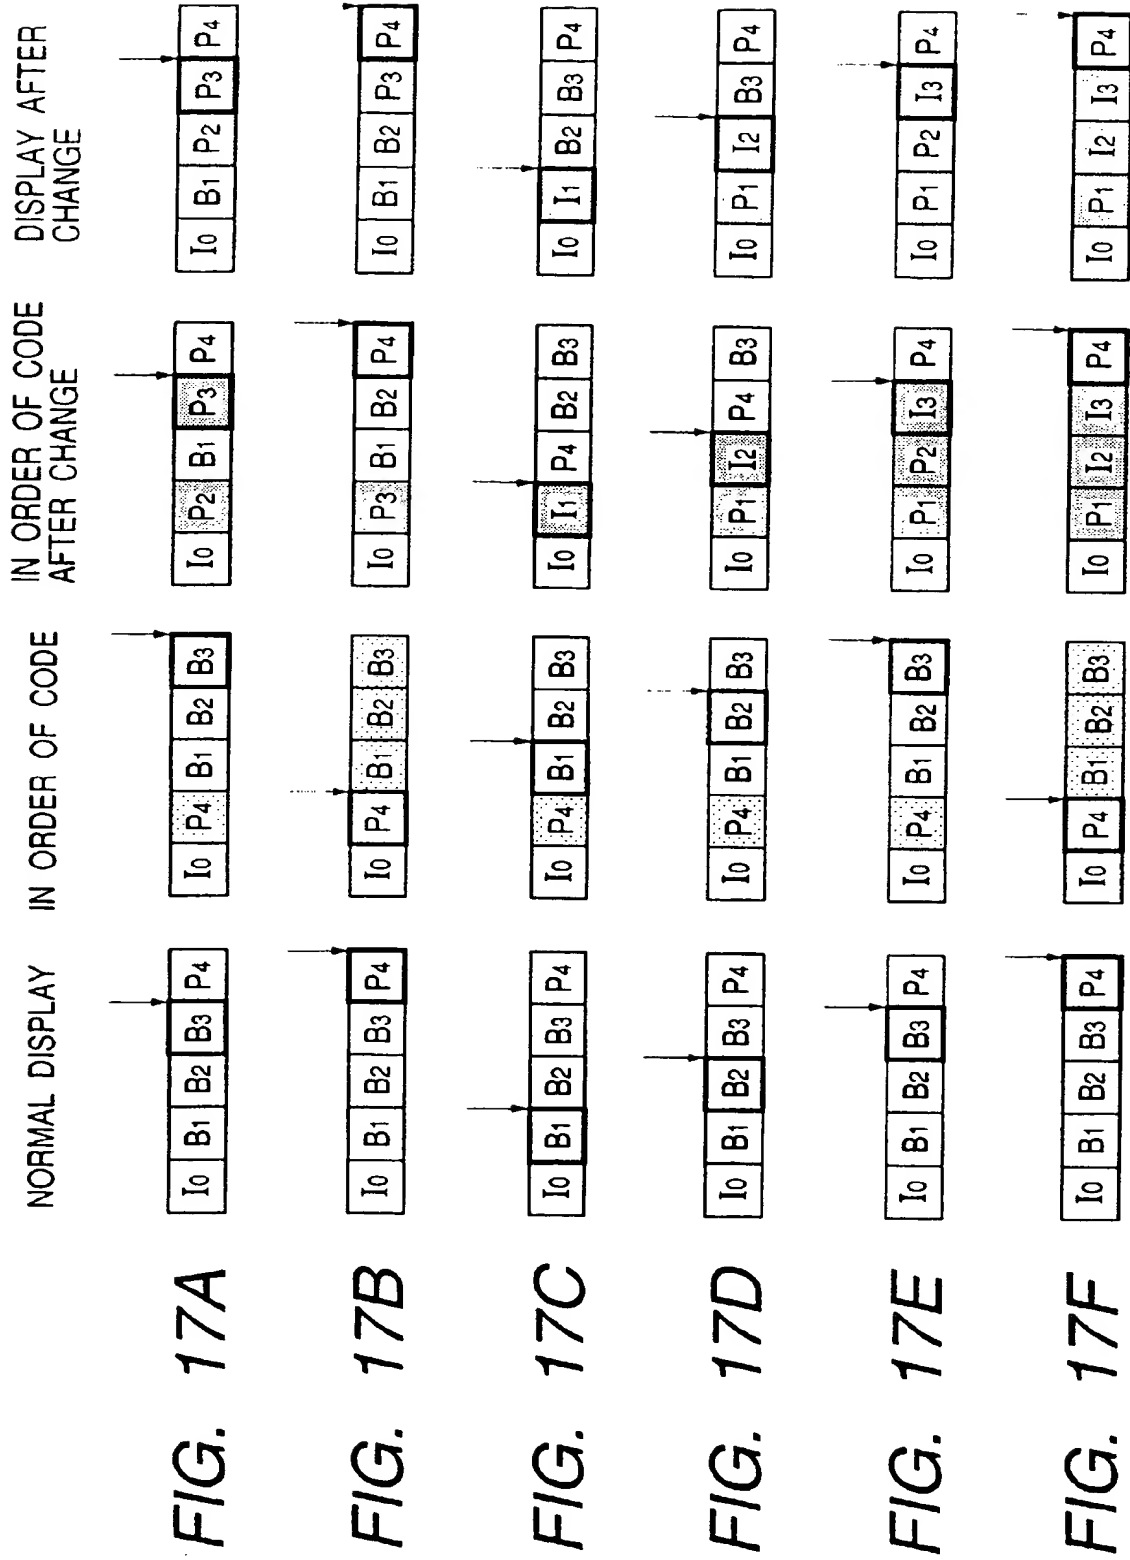 NORMAL DISPLAY
IN ORDER OF CODE
IN ORDER OF CODE
AFTER CHANGE
DISPLAY AFTER
CHANGE
FIG. 17A
I0 B1 B2 B3 P4
I0 P4 B1 B2 B3
I0 P2 B1 P3 P4
I0 B1 P2 P3 P4
FIG. 17B
I0 B1 B2 B3 P4
I0 P4 B1 B2 B3
I0 P3 B1 B2 P4
I0 B1 B2 P3 P4
FIG. 17C
I0 B1 B2 B3 P4
I0 P4 B1 B2 B3
I0 I1 P4 B2 B3
I0 I1 B2 B3 P4
FIG. 17D
I0 B1 B2 B3 P4
I0 P4 B1 B2 B3
I0 P1 I2 P4 B3
I0 P1 I2 B3 P4
FIG. 17E
I0 B1 B2 B3 P4
I0 P4 B1 B2 B3
I0 P1 P2 I3 P4
I0 P1 P2 I3 P4
FIG. 17F
I0 B1 B2 B3 P4
I0 P4 B1 B2 B3
I0 P1 I2 I3 P4
I0 P1 I2 I3 P4